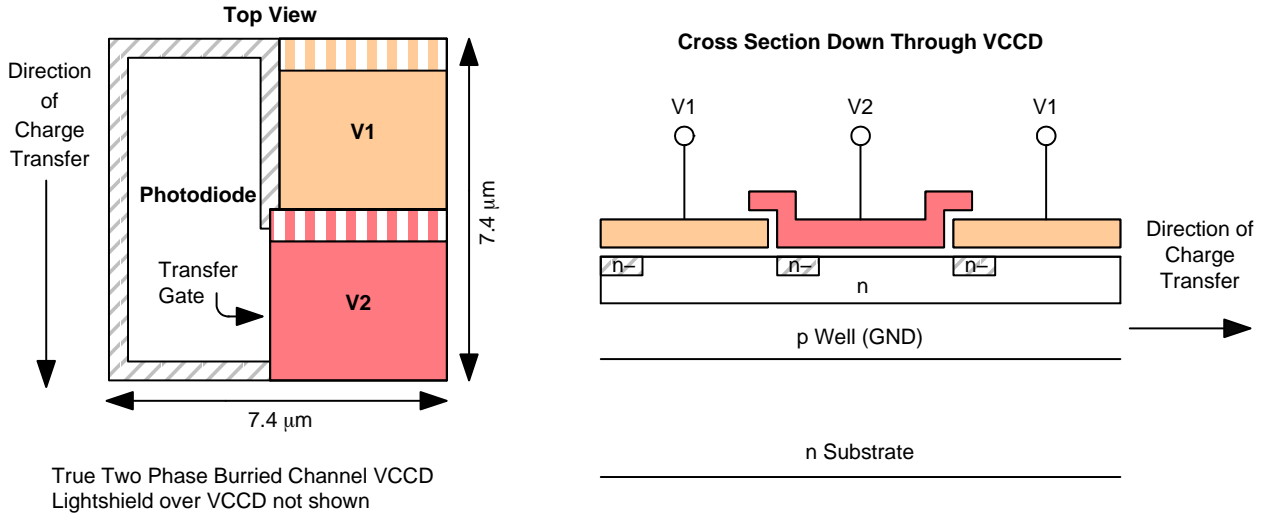 Top View
Direction
of
Charge
Transfer
V1
Photodiode
7.4 μm
Transfer
Gate
V2
7.4 μm
True Two Phase Burried Channel VCCD
Lightshield over VCCD not shown
Cross Section Down Through VCCD
V1 V2 V1
n– n– n–
n
Direction of
Charge
Transfer
p Well (GND)
n Substrate